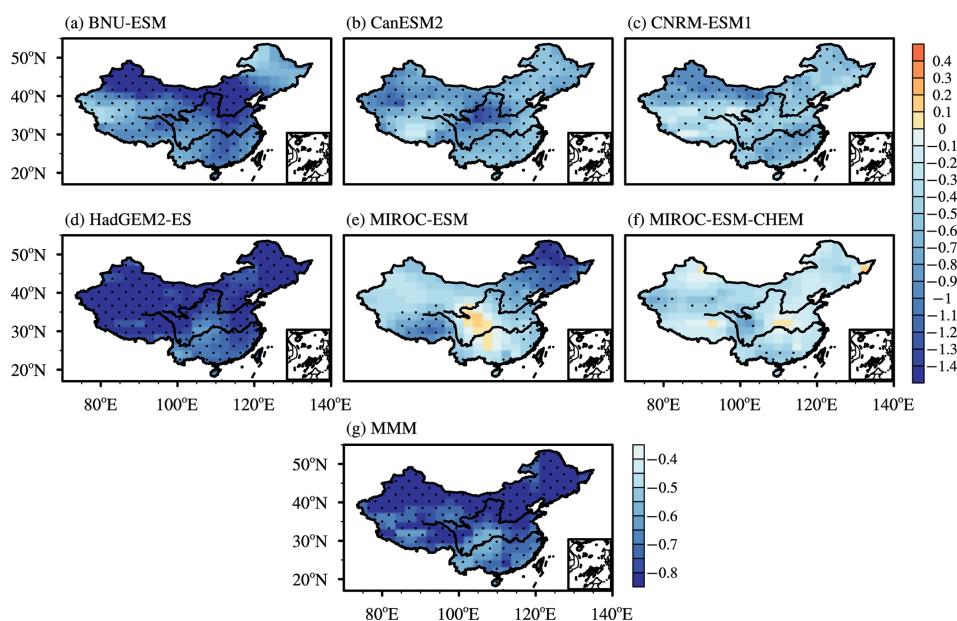 (a) BNU-ESM
(b) CanESM2
(c) CNRM-ESM1
50°N
40°N
30°N
20°N
0.4
0.3
0.2
0.1
0
−0.1
−0.2
−0.3
−0.4
−0.5
−0.6
−0.7
−0.8
−0.9
−1
−1.1
−1.2
−1.3
−1.4
(d) HadGEM2-ES
(e) MIROC-ESM
(f) MIROC-ESM-CHEM
50°N
40°N
30°N
20°N
80°E 100°E 120°E 140°E
80°E 100°E 120°E 140°E
(g) MMM
50°N
40°N
30°N
20°N
−0.4
−0.5
−0.6
−0.7
−0.8
80°E 100°E 120°E 140°E